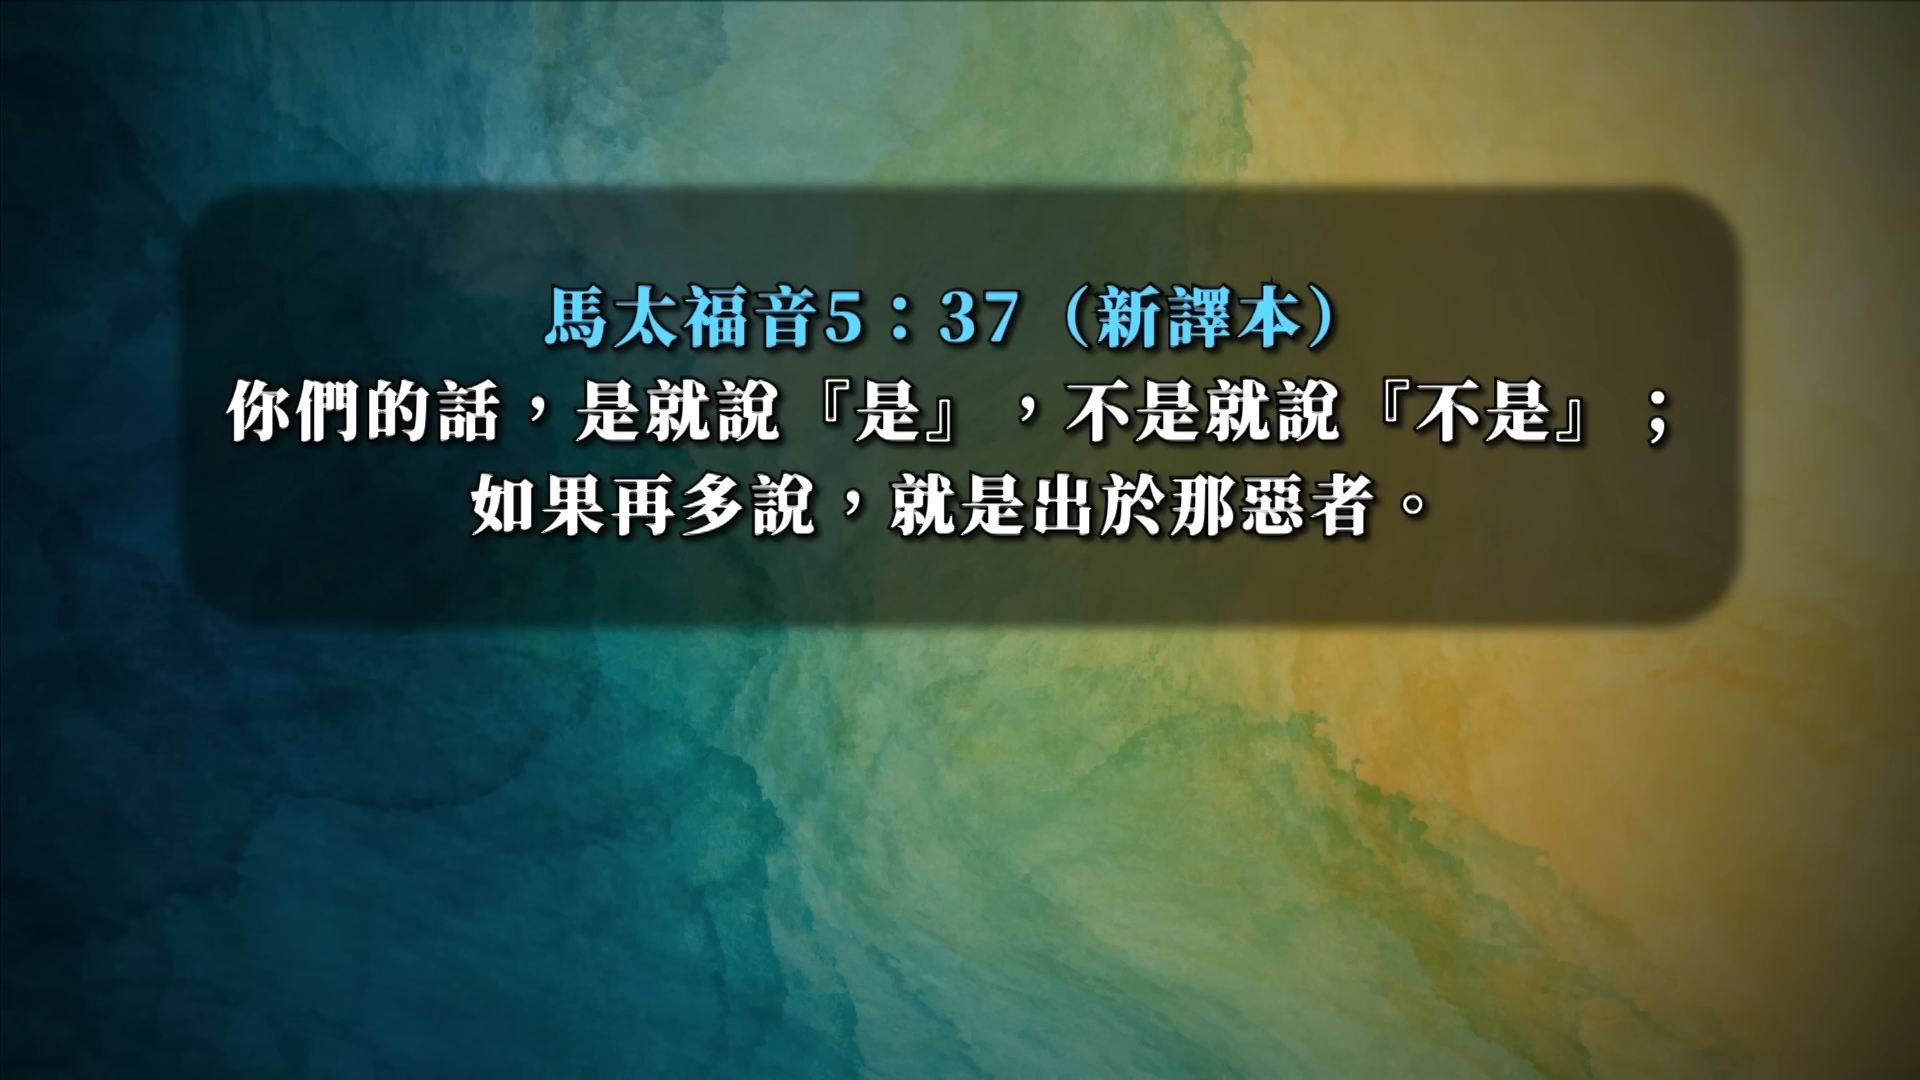 馬太福音5：37（新譯本）
你們的話，是就說『是』，不是就說『不是』；
如果再多說，就是出於那惡者。